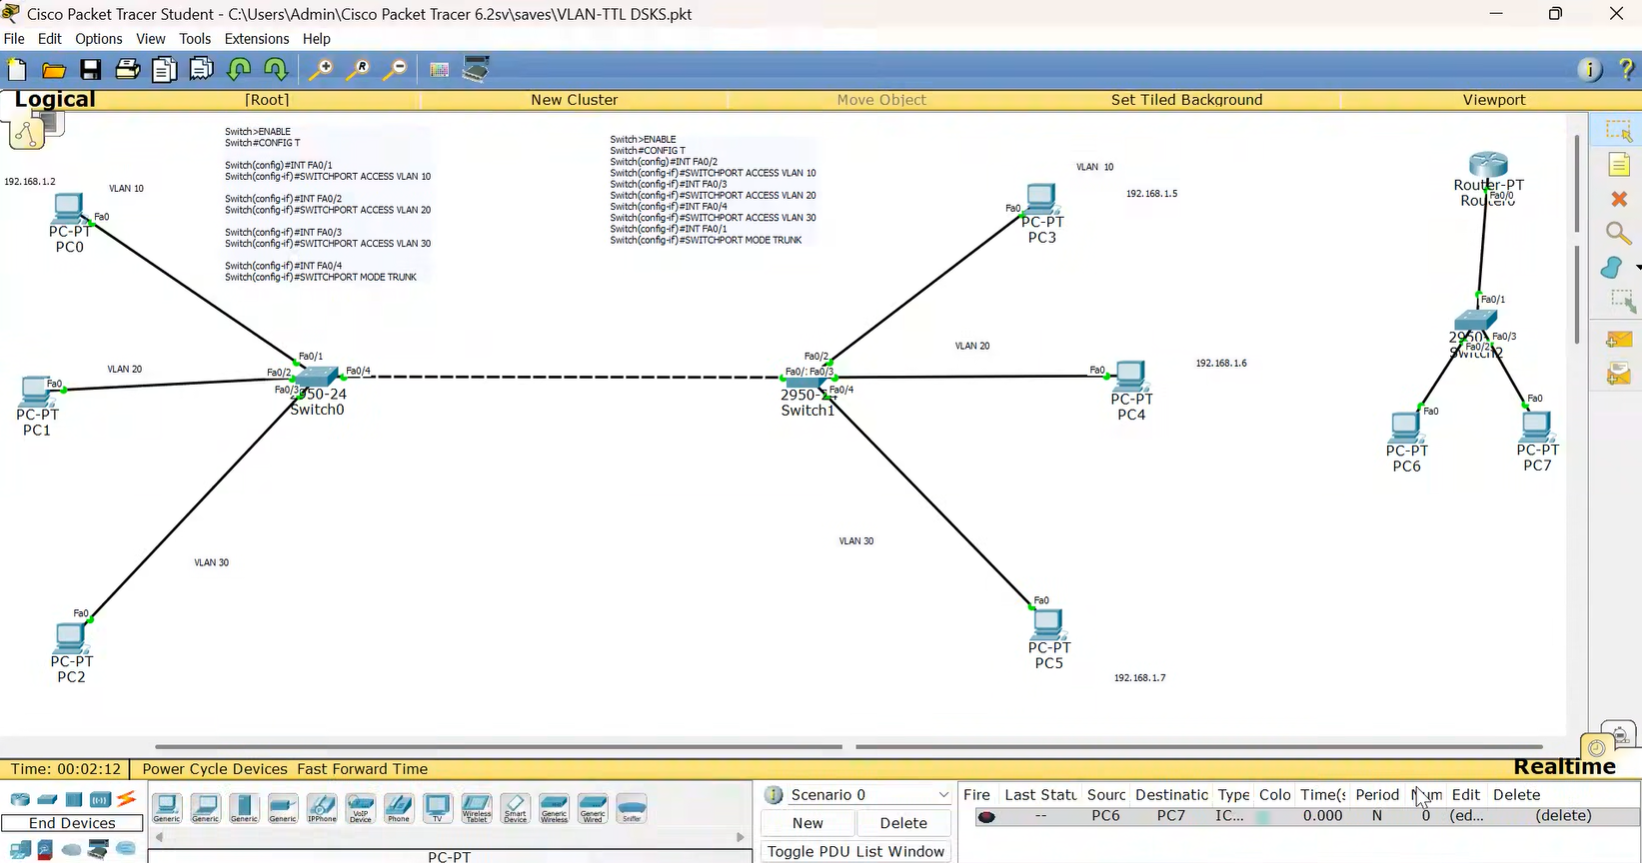 Cisco Packet Tracer Student - C:\Users\Admin\Cisco Packet Tracer 6.2sv\saves\VLAN-TTL DSKS.pkt
File Edit Options View Tools Extensions Help
Logical [Root] New Cluster Move Object Set Tiled Background Viewport
Switch>ENABLE
Switch#CONFIG T
Switch(config)#INT FA0/1
Switch(config-if)#SWITCHPORT ACCESS VLAN 10
Switch(config-if)#INT FA0/2
Switch(config-if)#SWITCHPORT ACCESS VLAN 20
Switch(config-if)#INT FA0/3
Switch(config-if)#SWITCHPORT ACCESS VLAN 30
Switch(config-if)#INT FA0/4
Switch(config-if)#SWITCHPORT MODE TRUNK
Switch>ENABLE
Switch#CONFIG T
Switch(config)#INT FA0/2
Switch(config-if)#SWITCHPORT ACCESS VLAN 10
Switch(config-if)#INT FA0/3
Switch(config-if)#SWITCHPORT ACCESS VLAN 20
Switch(config-if)#INT FA0/4
Switch(config-if)#SWITCHPORT ACCESS VLAN 30
Switch(config-if)#INT FA0/1
Switch(config-if)#SWITCHPORT MODE TRUNK
192.168.1.2
VLAN 10
Fa0
PC-PT
PC0
VLAN 20
Fa0
PC-PT
PC1
VLAN 30
Fa0
PC-PT
PC2
Fa0/1
Fa0/2
Fa0/4
Fa0/3
2950-24
Switch0
Fa0/2
Fa0/3
Fa0/4
2950-24
Switch1
VLAN 10
192.168.1.5
Fa0
PC-PT
PC3
VLAN 20
192.168.1.6
Fa0
PC-PT
PC4
VLAN 30
Fa0
PC-PT
PC5
192.168.1.7
Router-PT
Router0
Fa0/0
Fa0/1
Fa0/3
Fa0/2
Switch2
Fa0
PC-PT
PC6
Fa0
PC-PT
PC7
Time: 00:02:12 Power Cycle Devices Fast Forward Time
Realtime
End Devices
Generic Generic Generic Generic IPPhone VoIP Device Phone TV Wireless Tablet Smart Device Generic Wireless Generic Wired Sniffer
PC-PT
Scenario 0
New Delete
Toggle PDU List Window
Fire Last Statu Sourc Destinatic Type Colo Time(s Period Num Edit Delete
-- PC6 PC7 IC... 0.000 N 0 (ed... (delete)